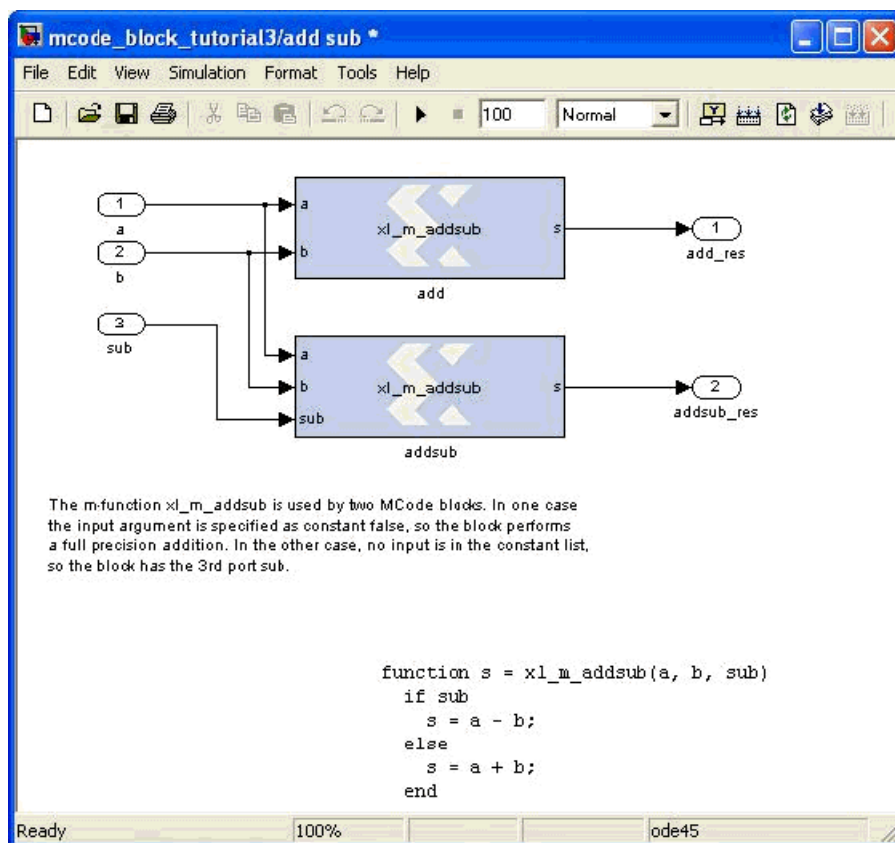 mcode_block_tutorial3/add sub *
File Edit View Simulation Format Tools Help
100 Normal
1
a
2
b
3
sub
a
b
xl_m_addsub
s
add
1
add_res
a
b
sub
xl_m_addsub
s
addsub
2
addsub_res
The m-function xl_m_addsub is used by two MCode blocks. In one case
the input argument is specified as constant false, so the block performs
a full precision addition. In the other case, no input is in the constant list,
so the block has the 3rd port sub.
function s = xl_m_addsub(a, b, sub)
if sub
s = a - b;
else
s = a + b;
end
Ready 100% ode45